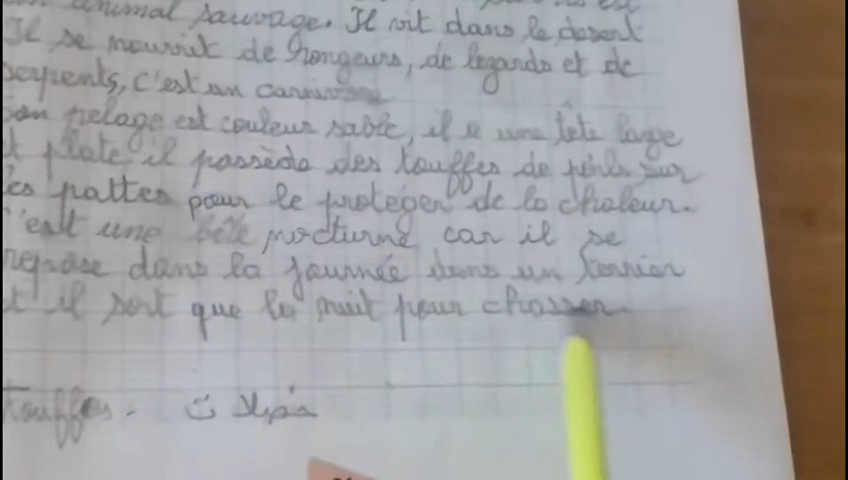 animal sauvage. Il vit dans le desert
Il se nourrit de rongeurs, de lezards et de
serpents, c'est un carnivore
son pelage est couleur sable, il a une tête large
et plate il possède des touffes de poils sur
les pattes pour le protéger de la chaleur.
C'est une bête nocturne car il se
repose dans la journée dans un terrier
et il sort que la nuit pour chasser.
touffes - خصلات